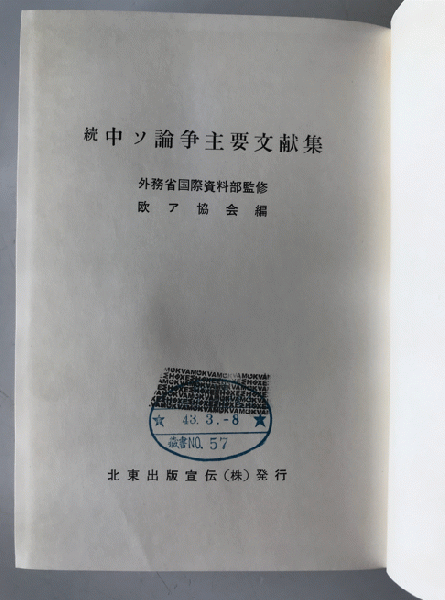 続 中ソ論争主要文献集
外務省国際資料部監修
欧ア協会編
☆ 43.3.-8 ★
蔵書NO. 57
北東出版宣伝(株)発行